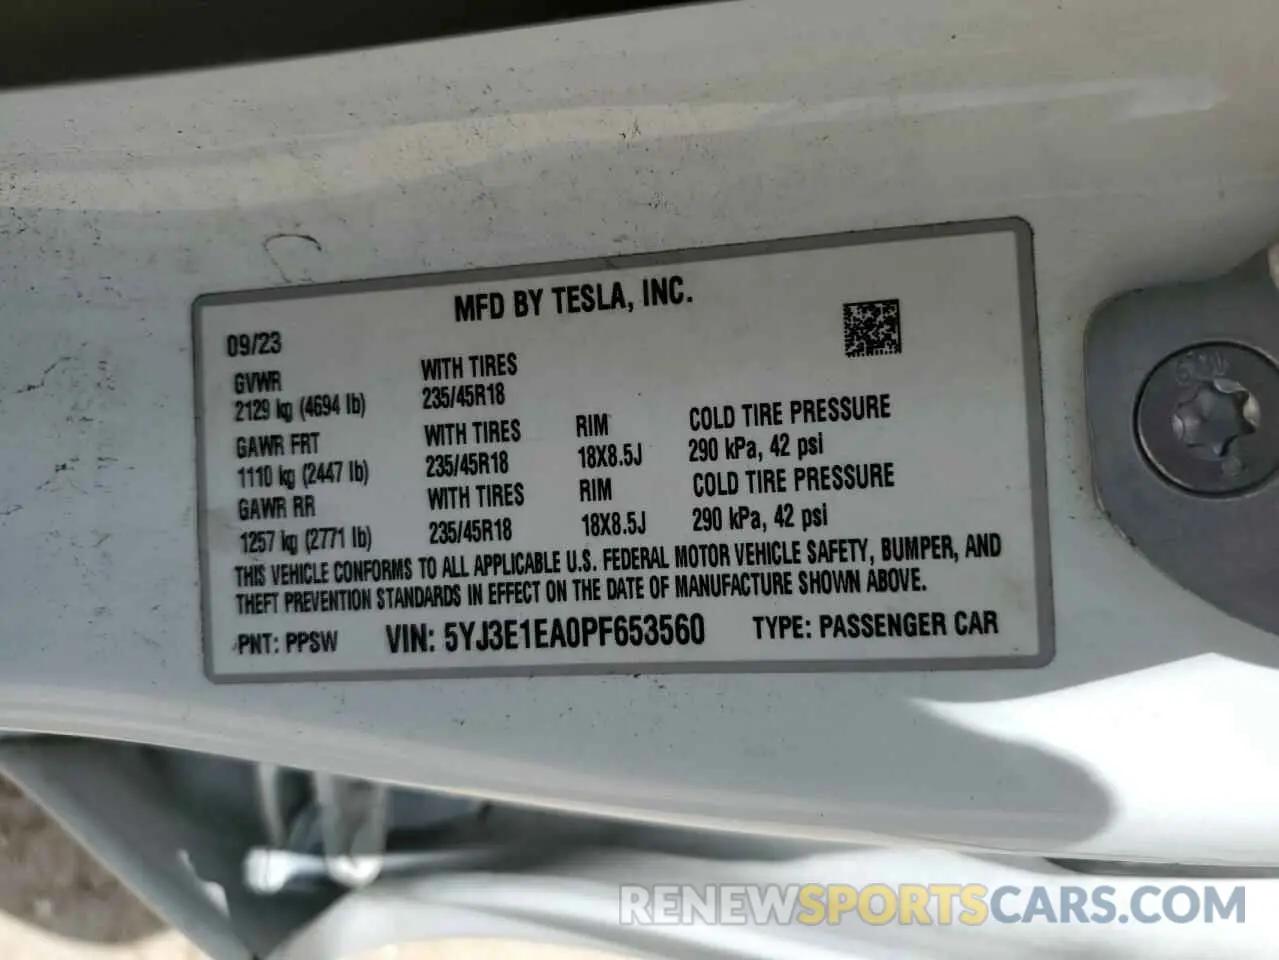 MFD BY TESLA, INC.
09/23
GVWR
2129 kg (4694 lb)
WITH TIRES
235/45R18
GAWR FRT
1110 kg (2447 lb)
WITH TIRES
235/45R18
RIM
18X8.5J
COLD TIRE PRESSURE
290 kPa, 42 psi
GAWR RR
1257 kg (2771 lb)
WITH TIRES
235/45R18
RIM
18X8.5J
COLD TIRE PRESSURE
290 kPa, 42 psi
THIS VEHICLE CONFORMS TO ALL APPLICABLE U.S. FEDERAL MOTOR VEHICLE SAFETY, BUMPER, AND
THEFT PREVENTION STANDARDS IN EFFECT ON THE DATE OF MANUFACTURE SHOWN ABOVE.
PNT: PPSW VIN: 5YJ3E1EA0PF653560 TYPE: PASSENGER CAR
RENEWSPORTSCARS.COM